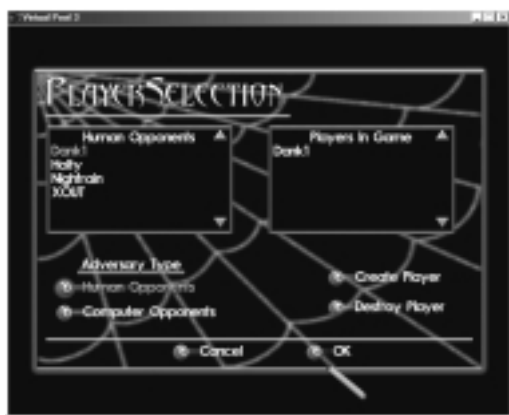 Virtual Pool 3
PLAYER SELECTION
Human Opponents
Dank1
Hatty
Nightrain
XOUT
Players In Game
Dank1
Adversary Type
Human Opponents
Computer Opponents
Create Player
Destroy Player
Cancel
OK